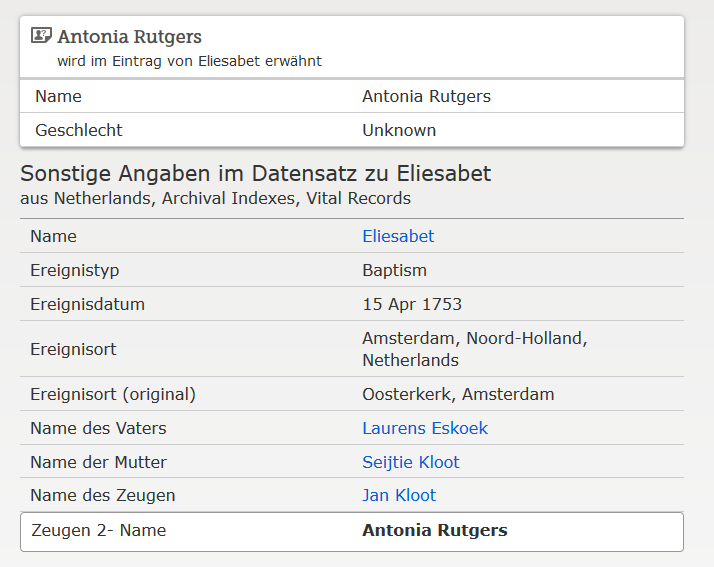 Antonia Rutgers
wird im Eintrag von Eliesabet erwähnt
Name Antonia Rutgers
Geschlecht Unknown
Sonstige Angaben im Datensatz zu Eliesabet
aus Netherlands, Archival Indexes, Vital Records
Name Eliesabet
Ereignistyp Baptism
Ereignisdatum 15 Apr 1753
Ereignisort Amsterdam, Noord-Holland,
Netherlands
Ereignisort (original) Oosterkerk, Amsterdam
Name des Vaters Laurens Eskoek
Name der Mutter Seijtie Kloot
Name des Zeugen Jan Kloot
Zeugen 2- Name Antonia Rutgers